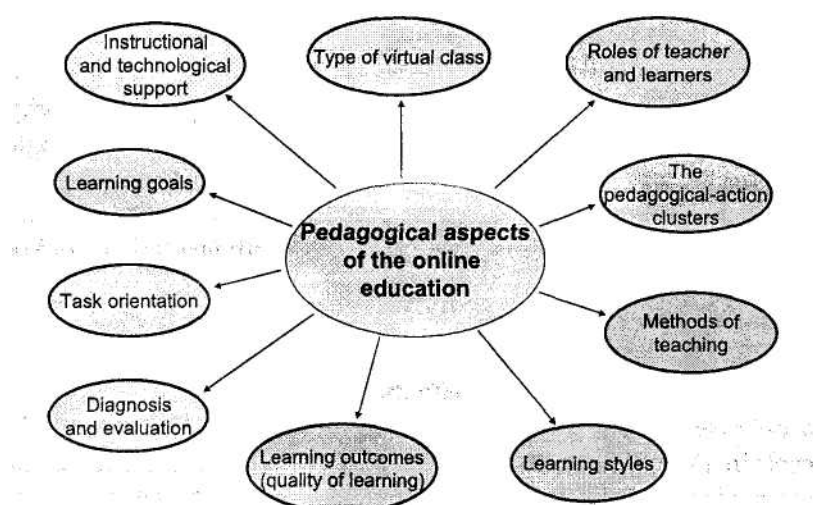 Instructional
and technological
support
Type of virtual class
Roles of teacher
and learners
Learning goals
The
pedagogical-action
clusters
Pedagogical aspects
of the online
education
Task orientation
Methods of
teaching
Diagnosis
and evaluation
Learning outcomes
(quality of learning)
Learning styles